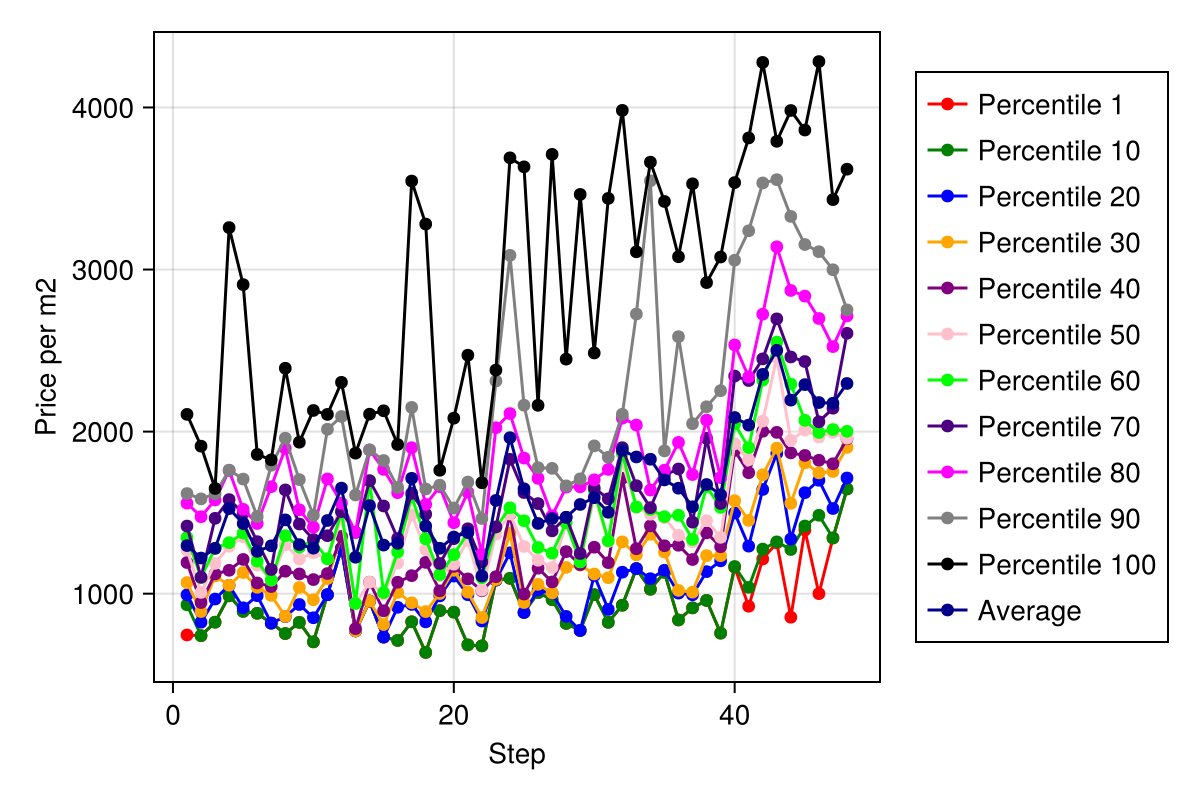 4000
3000
2000
1000
Price per m2
0 20 40
Step
Percentile 1
Percentile 10
Percentile 20
Percentile 30
Percentile 40
Percentile 50
Percentile 60
Percentile 70
Percentile 80
Percentile 90
Percentile 100
Average